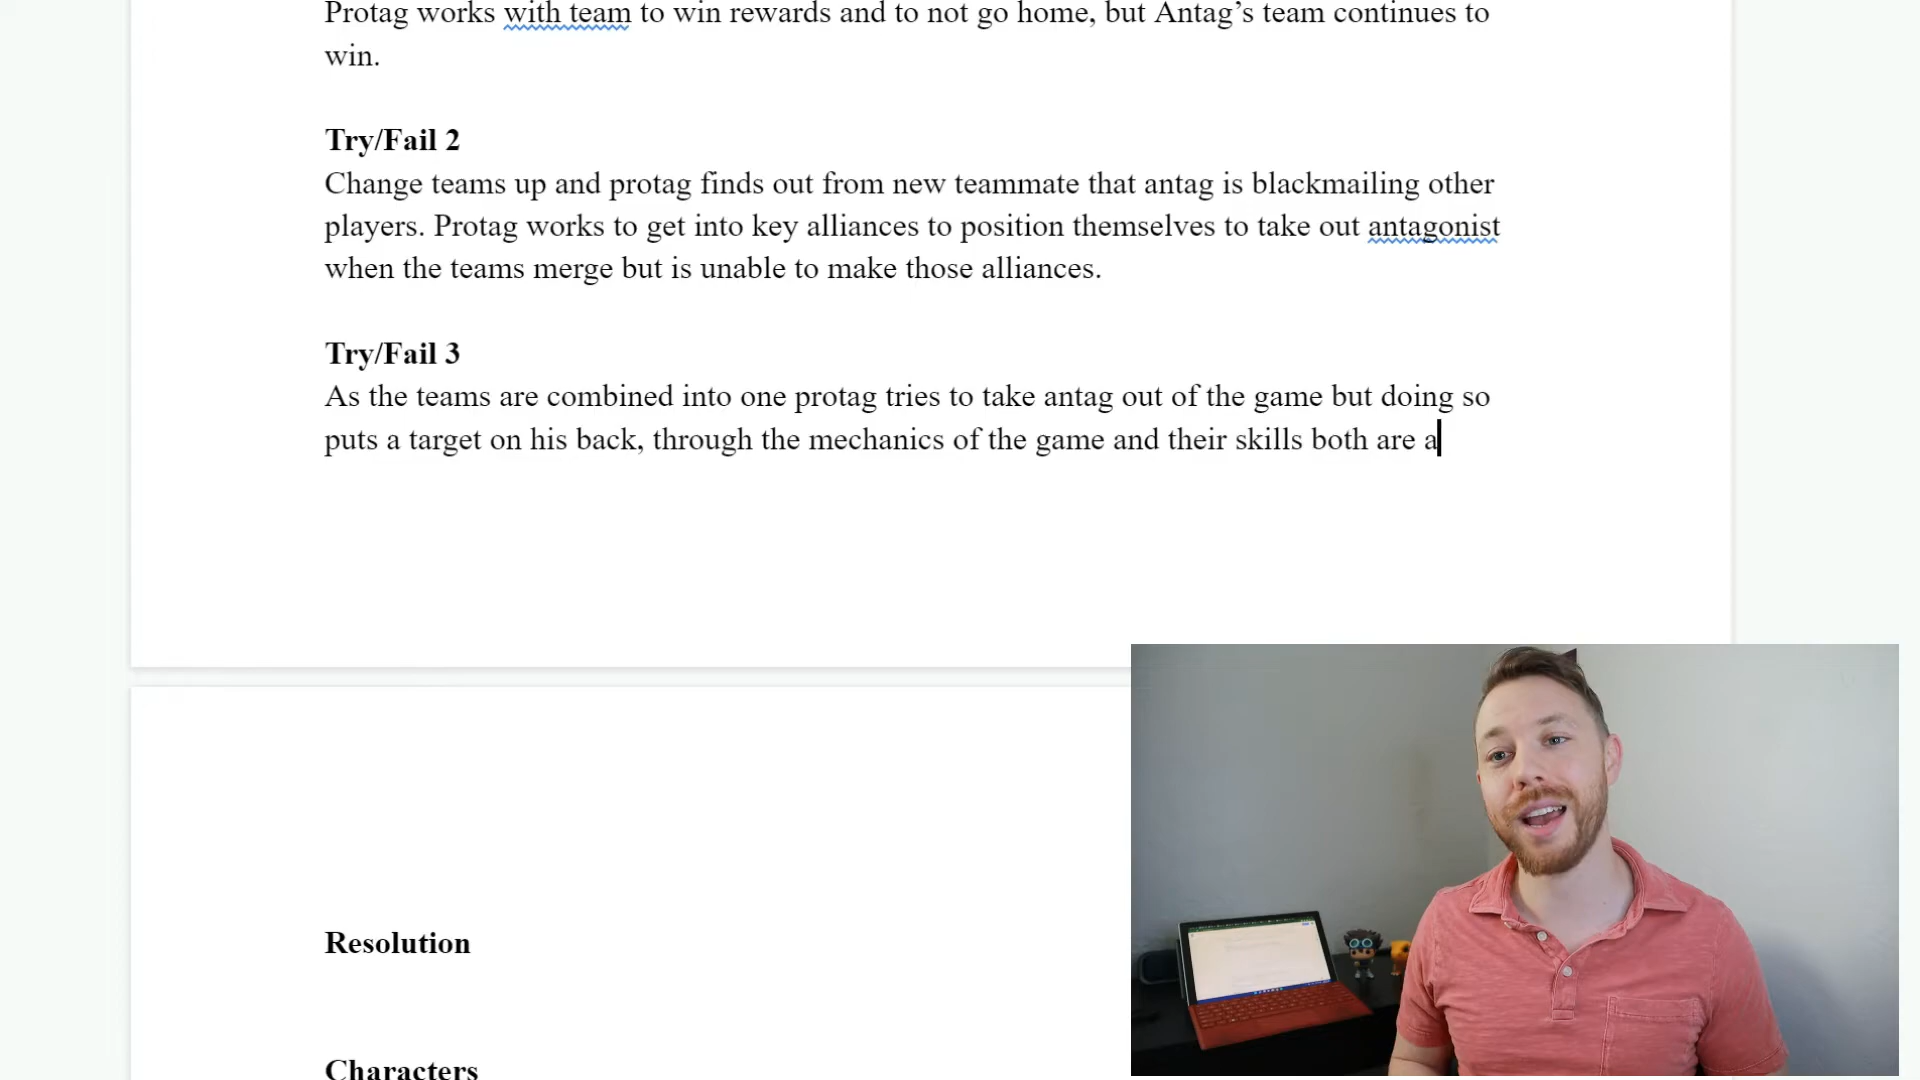 Protag works with team to win rewards and to not go home, but Antag’s team continues to
win.
Try/Fail 2
Change teams up and protag finds out from new teammate that antag is blackmailing other
players. Protag works to get into key alliances to position themselves to take out antagonist
when the teams merge but is unable to make those alliances.
Try/Fail 3
As the teams are combined into one protag tries to take antag out of the game but doing so
puts a target on his back, through the mechanics of the game and their skills both are a
Resolution
Characters